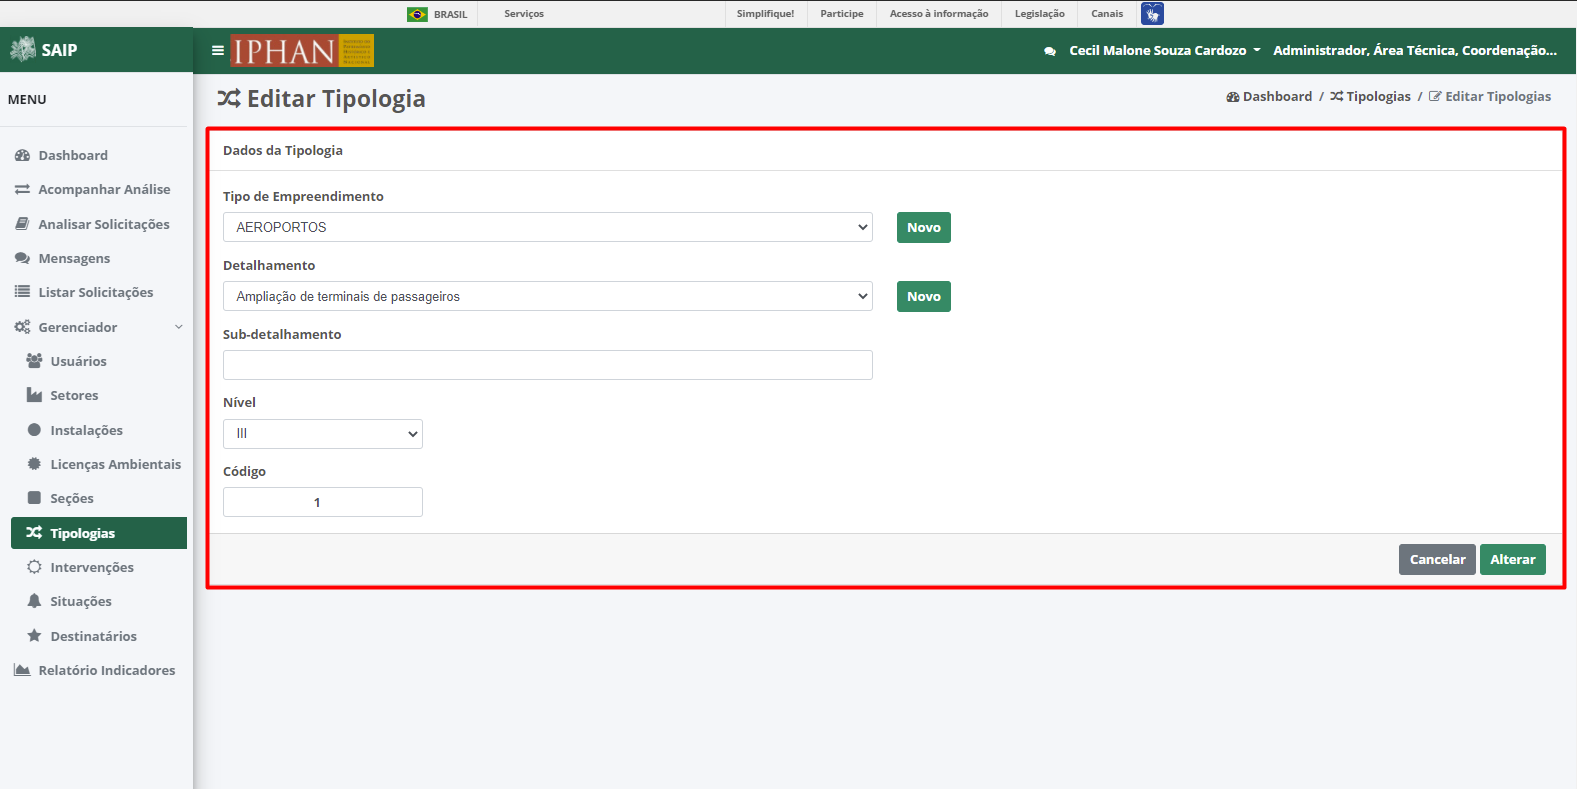 BRASIL
Serviços
Simplifique!
Participe
Acesso à informação
Legislação
Canais
SAIP
IPHAN
Cecil Malone Souza Cardozo
Administrador, Área Técnica, Coordenação...
MENU
Dashboard
Acompanhar Análise
Analisar Solicitações
Mensagens
Listar Solicitações
Gerenciador
Usuários
Setores
Instalações
Licenças Ambientais
Seções
Tipologias
Intervenções
Situações
Destinatários
Relatório Indicadores
Editar Tipologia
Dashboard / Tipologias / Editar Tipologias
Dados da Tipologia
Tipo de Empreendimento
AEROPORTOS
Novo
Detalhamento
Ampliação de terminais de passageiros
Novo
Sub-detalhamento
Nível
III
Código
1
Cancelar
Alterar